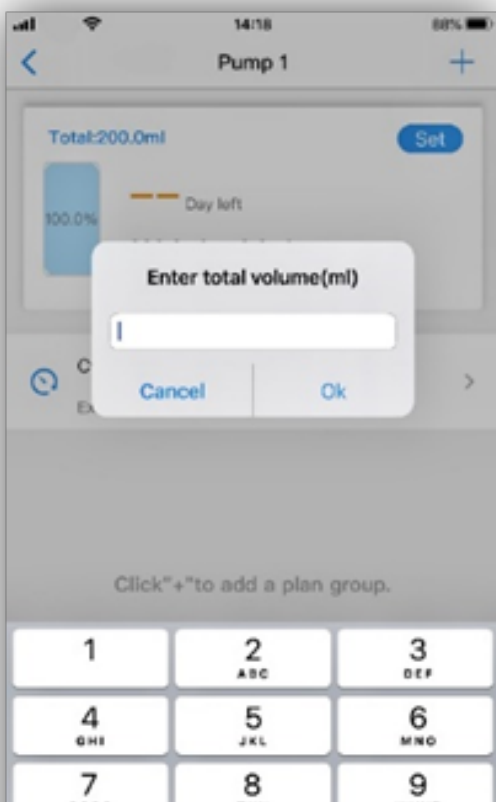 14:18
88%
Pump 1
Total:200.0ml
Set
100.0%
Day left
Enter total volume(ml)
C
Cancel
Ok
Ex
Click"+"to add a plan group.
1
2
ABC
3
DEF
4
GHI
5
JKL
6
MNO
7
8
9